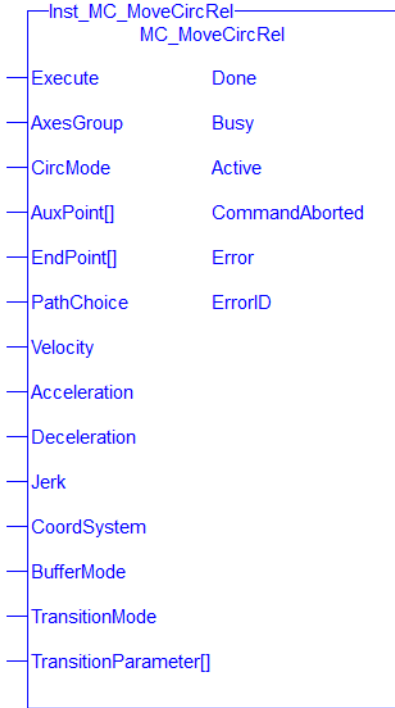 Inst_MC_MoveCircRel
MC_MoveCircRel
Execute Done
AxesGroup Busy
CircMode Active
AuxPoint[] CommandAborted
EndPoint[] Error
PathChoice ErrorID
Velocity
Acceleration
Deceleration
Jerk
CoordSystem
BufferMode
TransitionMode
TransitionParameter[]